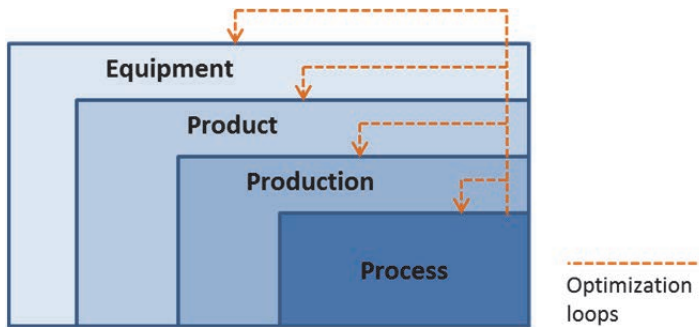 Equipment
Product
Production
Process
Optimization
loops